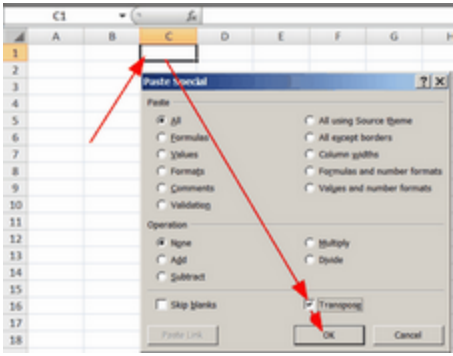 C1
fx
A B C D E F G H
1
2
3
4
5
6
7
8
9
10
11
12
13
14
15
16
17
18
Paste Special
Paste
All
All using Source theme
Formulas
All except borders
Values
Column widths
Formats
Formulas and number formats
Comments
Values and number formats
Validation
Operation
None
Multiply
Add
Divide
Subtract
Skip blanks
Transpose
Paste Link
OK
Cancel